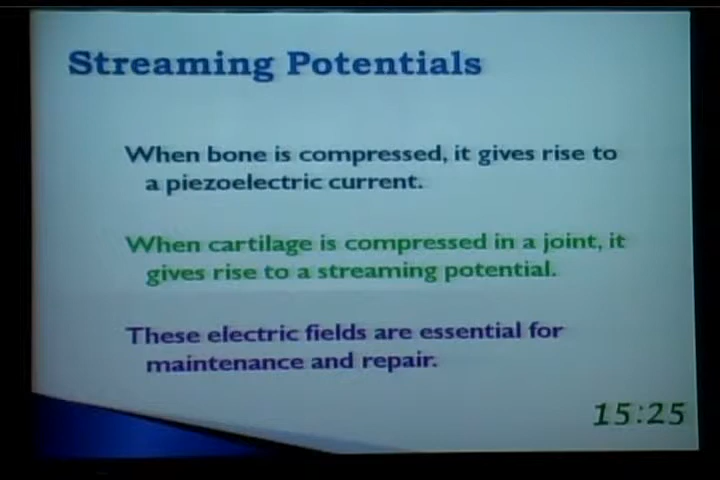 Streaming Potentials
When bone is compressed, it gives rise to
a piezoelectric current.
When cartilage is compressed in a joint, it
gives rise to a streaming potential.
These electric fields are essential for
maintenance and repair.
15:25